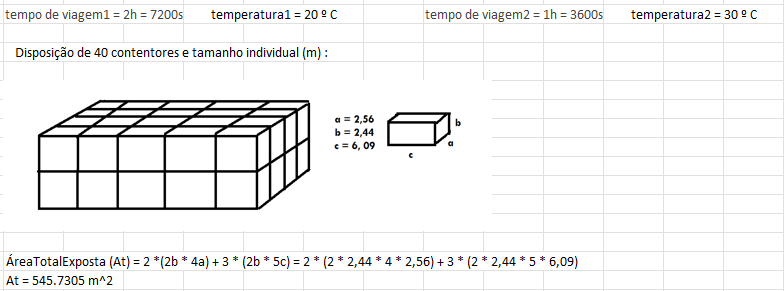 tempo de viagem1 = 2h = 7200s temperatura1 = 20 º C tempo de viagem2 = 1h = 3600s temperatura2 = 30 º C
Disposição de 40 contentores e tamanho individual (m) :
a = 2,56
b = 2,44
c = 6, 09
b
a
c
ÁreaTotalExposta (At) = 2 *(2b * 4a) + 3 * (2b * 5c) = 2 * (2 * 2,44 * 4 * 2,56) + 3 * (2 * 2,44 * 5 * 6,09)
At = 545.7305 m^2